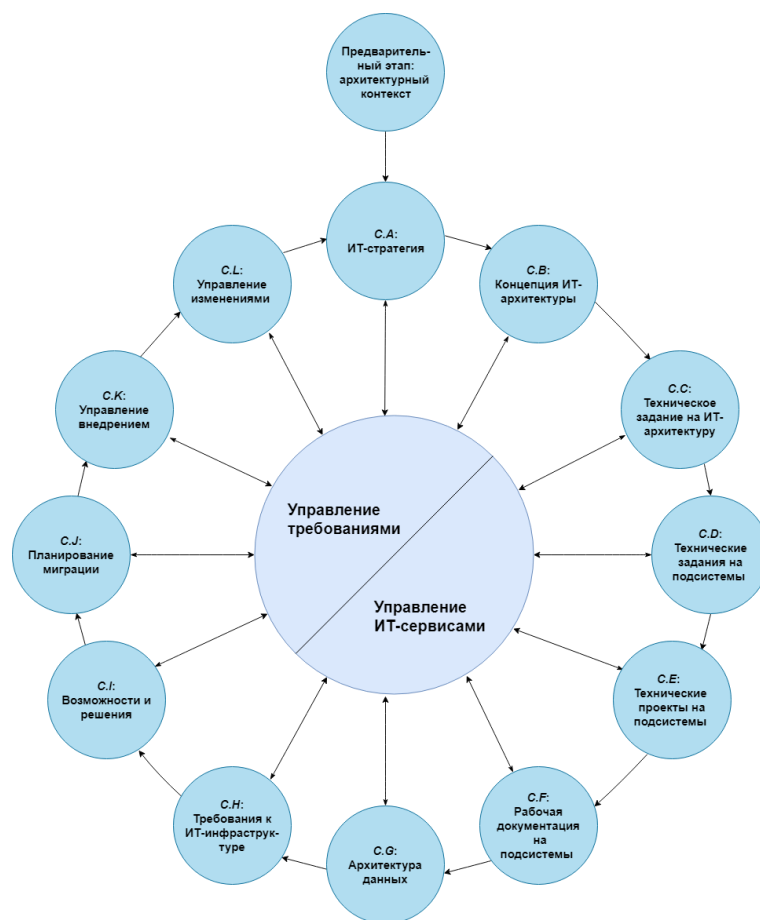 Предваритель-
ный этап:
архитектурный
контекст
C.A:
ИТ-стратегия
C.B:
Концепция ИТ-
архитектуры
C.C:
Техническое
задание на ИТ-
архитектуру
C.D:
Технические
задания на
подсистемы
C.E:
Технические
проекты на
подсистемы
C.F:
Рабочая
документация
на
подсистемы
C.G:
Архитектура
данных
C.H:
Требования к
ИТ-инфраструк-
туре
C.I:
Возможности и
решения
C.J:
Планирование
миграции
C.K:
Управление
внедрением
C.L:
Управление
изменениями
Управление
требованиями
Управление
ИТ-сервисами